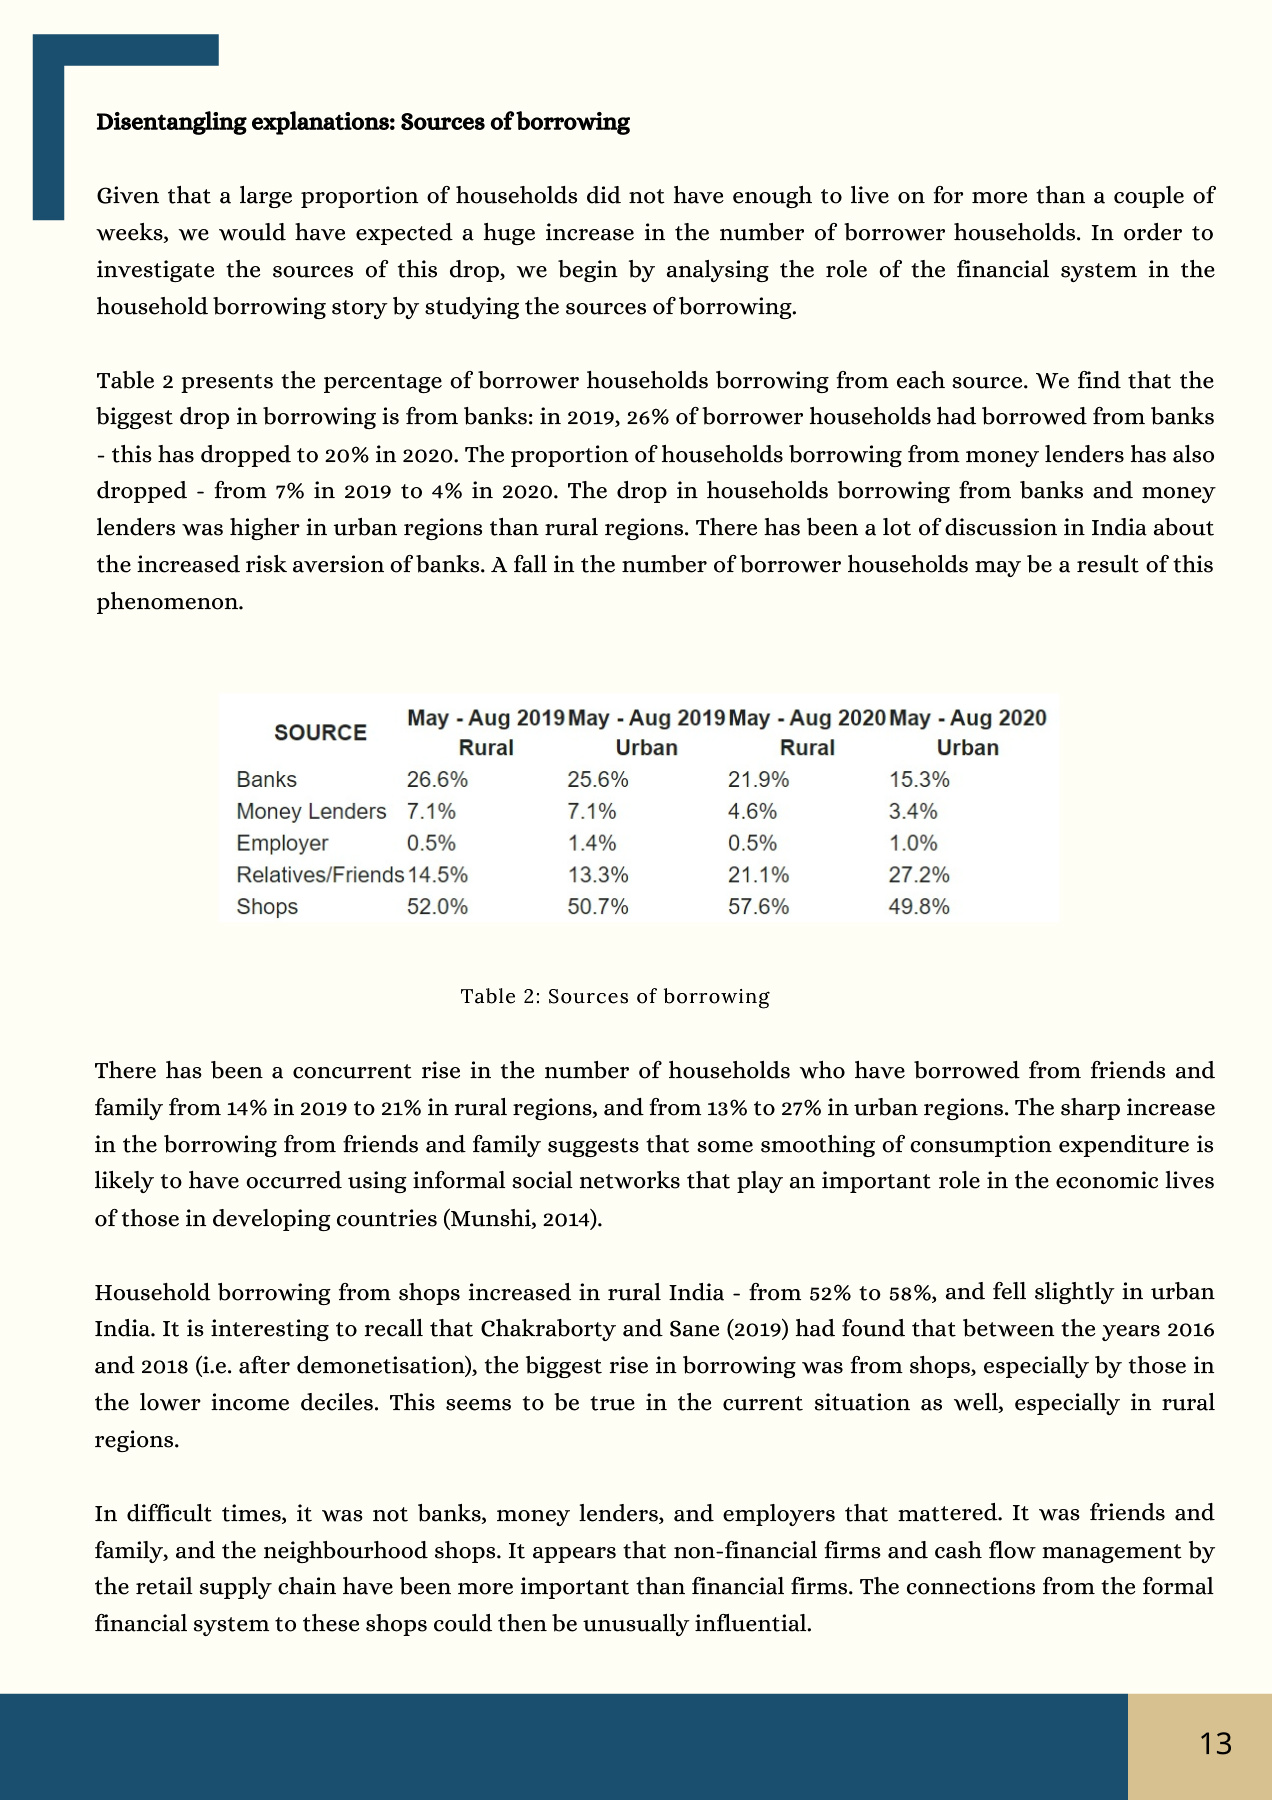 Disentangling explanations: Sources of borrowing
Given that a large proportion of households did not have enough to live on for more than a couple of
weeks, we would have expected a huge increase in the number of borrower households. In order to
investigate the sources of this drop, we begin by analysing the role of the financial system in the
household borrowing story by studying the sources of borrowing.
Table 2 presents the percentage of borrower households borrowing from each source. We find that the
biggest drop in borrowing is from banks: in 2019, 26% of borrower households had borrowed from banks
- this has dropped to 20% in 2020. The proportion of households borrowing from money lenders has also
dropped - from 7% in 2019 to 4% in 2020. The drop in households borrowing from banks and money
lenders was higher in urban regions than rural regions. There has been a lot of discussion in India about
the increased risk aversion of banks. A fall in the number of borrower households may be a result of this
phenomenon.
SOURCE May - Aug 2019 Rural May - Aug 2019 Urban May - Aug 2020 Rural May - Aug 2020 Urban
Banks 26.6% 25.6% 21.9% 15.3%
Money Lenders 7.1% 7.1% 4.6% 3.4%
Employer 0.5% 1.4% 0.5% 1.0%
Relatives/Friends 14.5% 13.3% 21.1% 27.2%
Shops 52.0% 50.7% 57.6% 49.8%
Table 2: Sources of borrowing
There has been a concurrent rise in the number of households who have borrowed from friends and
family from 14% in 2019 to 21% in rural regions, and from 13% to 27% in urban regions. The sharp increase
in the borrowing from friends and family suggests that some smoothing of consumption expenditure is
likely to have occurred using informal social networks that play an important role in the economic lives
of those in developing countries (Munshi, 2014).
Household borrowing from shops increased in rural India - from 52% to 58%, and fell slightly in urban
India. It is interesting to recall that Chakraborty and Sane (2019) had found that between the years 2016
and 2018 (i.e. after demonetisation), the biggest rise in borrowing was from shops, especially by those in
the lower income deciles. This seems to be true in the current situation as well, especially in rural
regions.
In difficult times, it was not banks, money lenders, and employers that mattered. It was friends and
family, and the neighbourhood shops. It appears that non-financial firms and cash flow management by
the retail supply chain have been more important than financial firms. The connections from the formal
financial system to these shops could then be unusually influential.
13